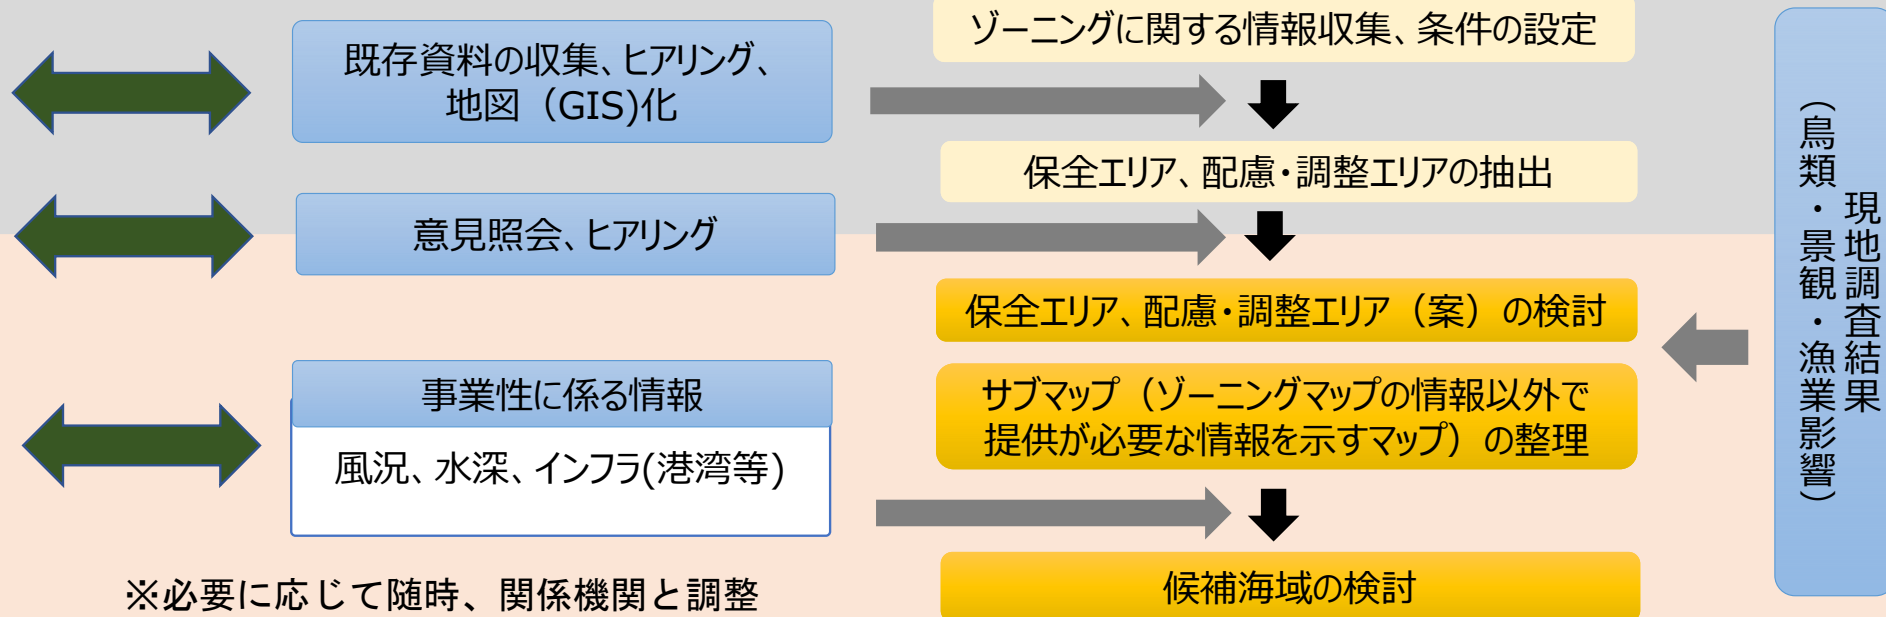 既存資料の収集、ヒアリング、
地図（GIS)化
意見照会、ヒアリング
事業性に係る情報
風況、水深、インフラ(港湾等)
※必要に応じて随時、関係機関と調整
ゾーニングに関する情報収集、条件の設定
保全エリア、配慮・調整エリアの抽出
保全エリア、配慮・調整エリア（案）の検討
サブマップ（ゾーニングマップの情報以外で
提供が必要な情報を示すマップ）の整理
候補海域の検討
現地調査結果
（鳥類・景観・漁業影響）